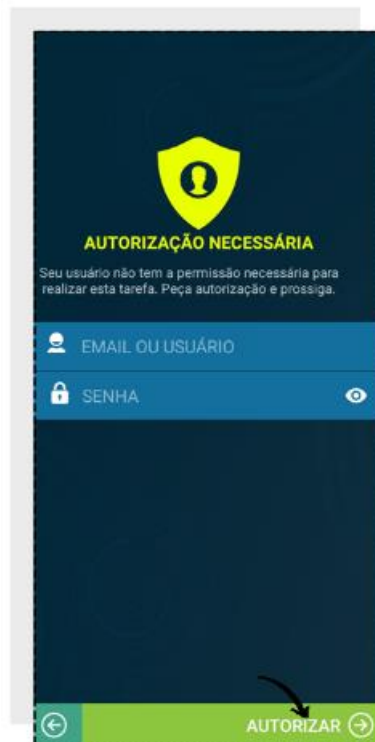 AUTORIZAÇÃO NECESSÁRIA
Seu usuário não tem a permissão necessária para
realizar esta tarefa. Peça autorização e prossiga.
EMAIL OU USUÁRIO
SENHA
AUTORIZAR